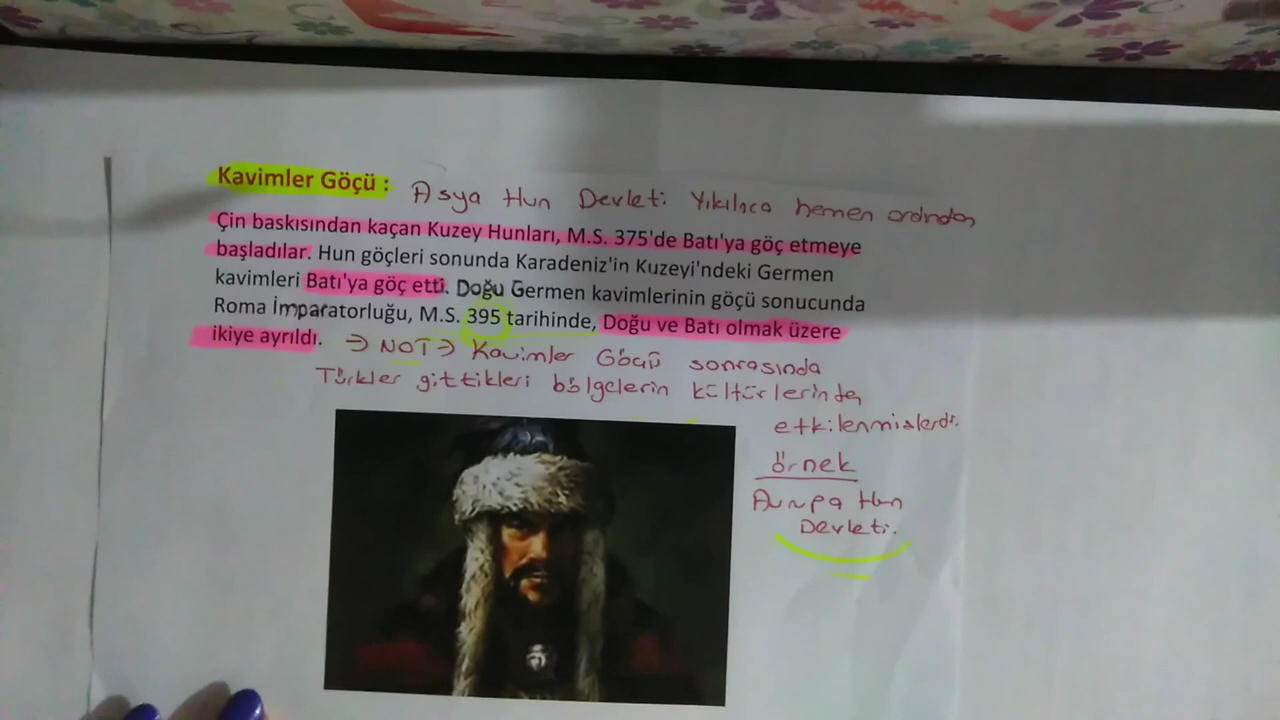 Kavimler Göçü : Asya Hun Devleti Yıkılınca hemen ardından
Çin baskısından kaçan Kuzey Hunları, M.S. 375'de Batı'ya göç etmeye
başladılar. Hun göçleri sonunda Karadeniz'in Kuzeyi'ndeki Germen
kavimleri Batı'ya göç etti. Doğu Germen kavimlerinin göçü sonucunda
Roma İmparatorluğu, M.S. 395 tarihinde, Doğu ve Batı olmak üzere
ikiye ayrıldı. → NOT → Kavimler Göçü sonrasında
Türkler gittikleri bölgelerin kültürlerinden
etkilenmişlerdir.
örnek
Avrupa Hun
Devleti.